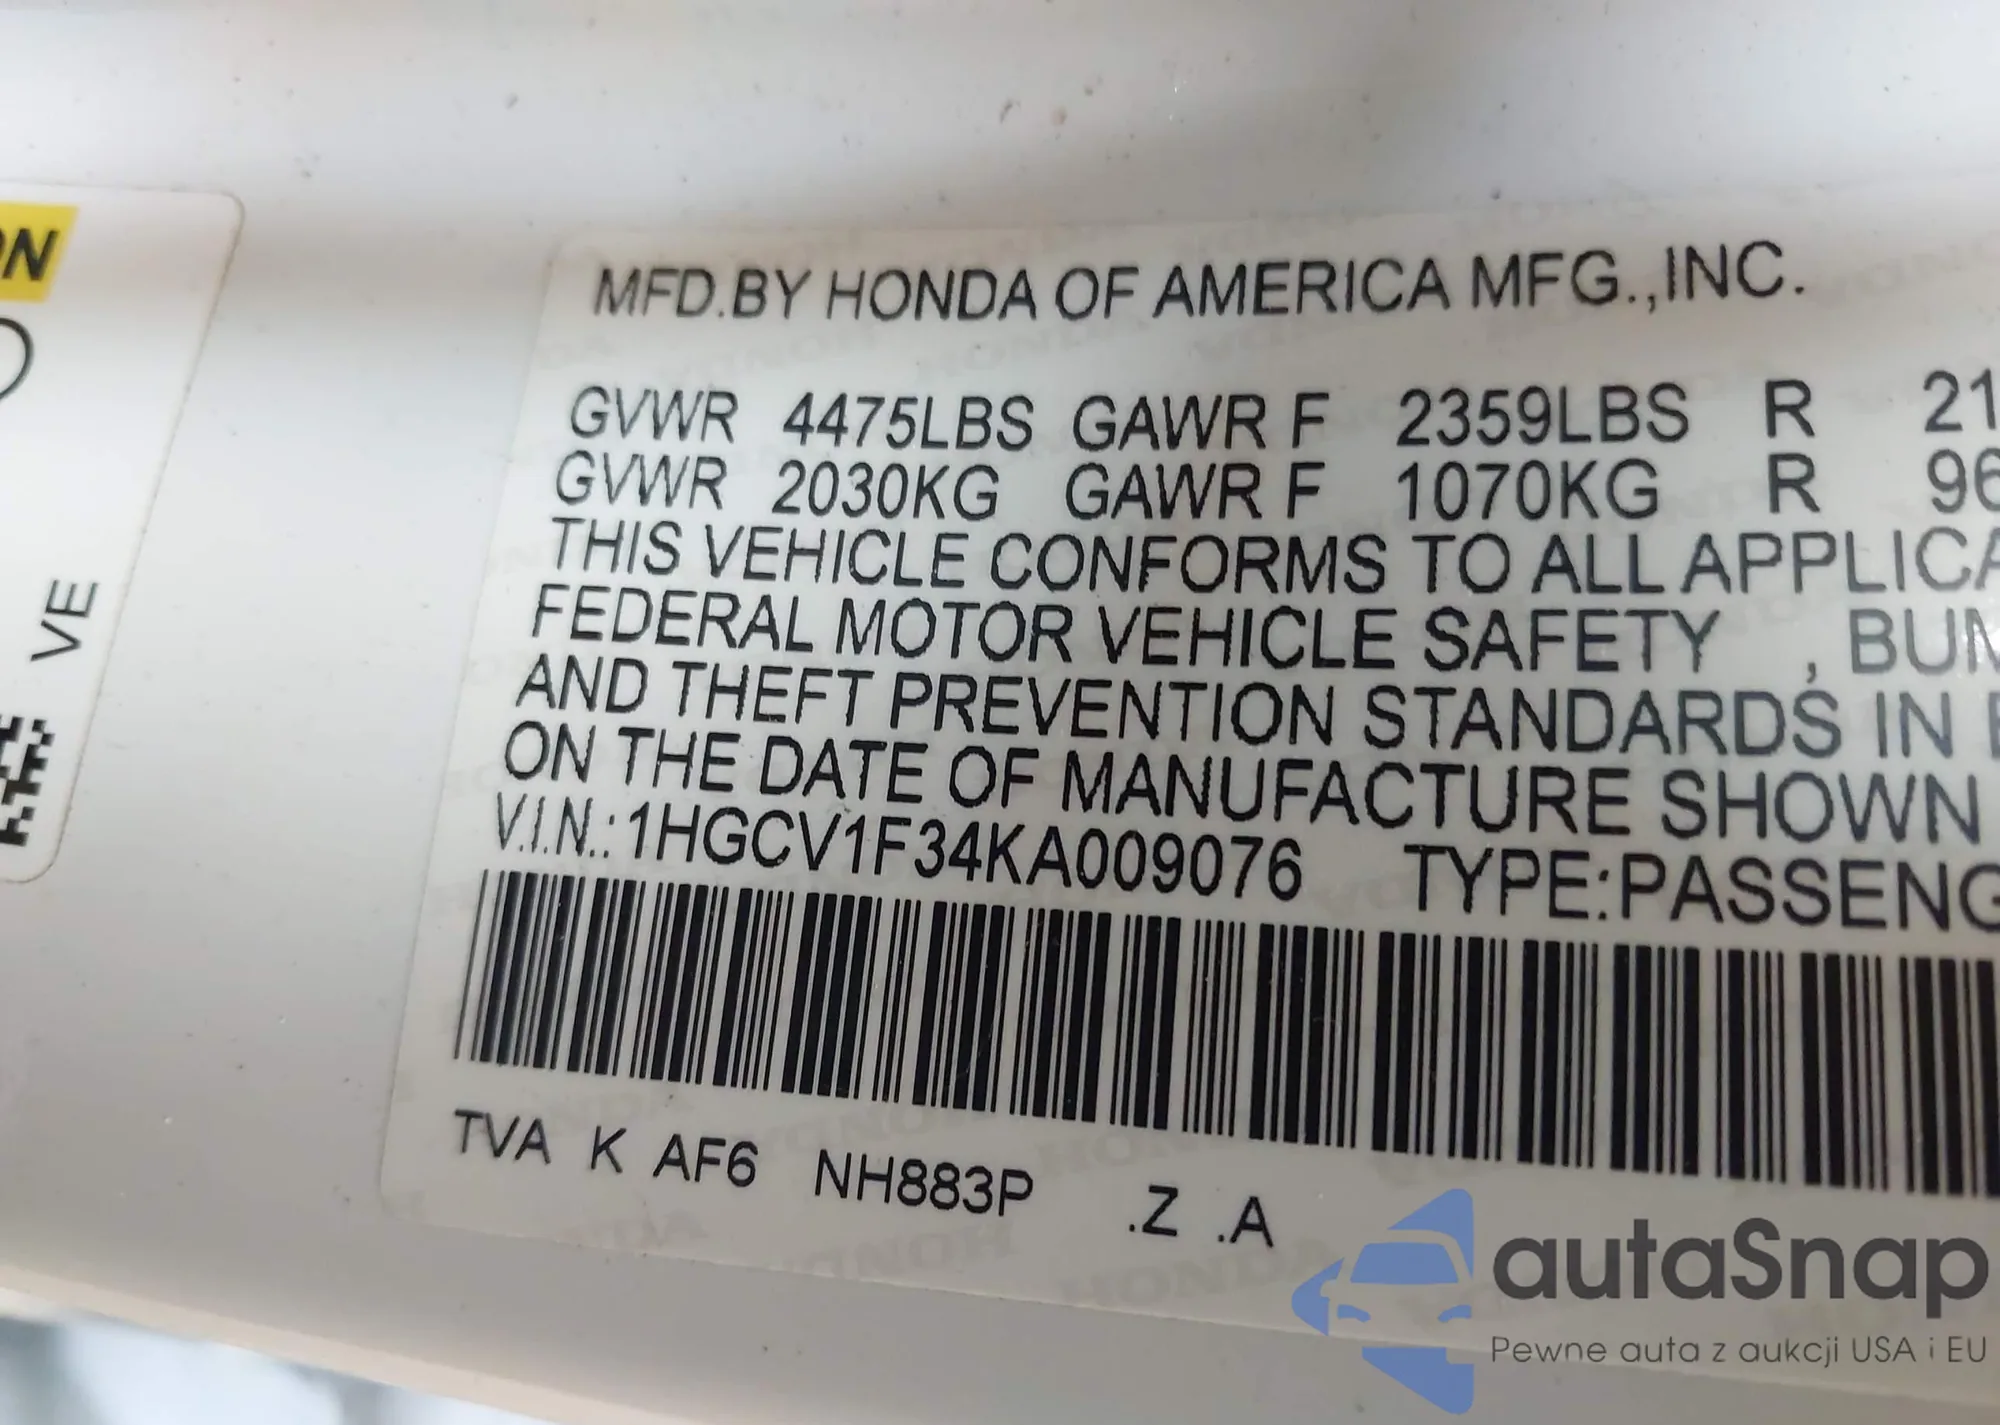 ON
VE
MFD.BY HONDA OF AMERICA MFG.,INC.
GVWR 4475LBS GAWR F 2359LBS R 21
GVWR 2030KG GAWR F 1070KG R 96
THIS VEHICLE CONFORMS TO ALL APPLICA
FEDERAL MOTOR VEHICLE SAFETY , BUM
AND THEFT PREVENTION STANDARDS IN E
ON THE DATE OF MANUFACTURE SHOWN
V.I.N.:1HGCV1F34KA009076 TYPE:PASSENG
TVA K AF6 NH883P .Z .A
autaSnap
Pewne auta z aukcji USA i EU